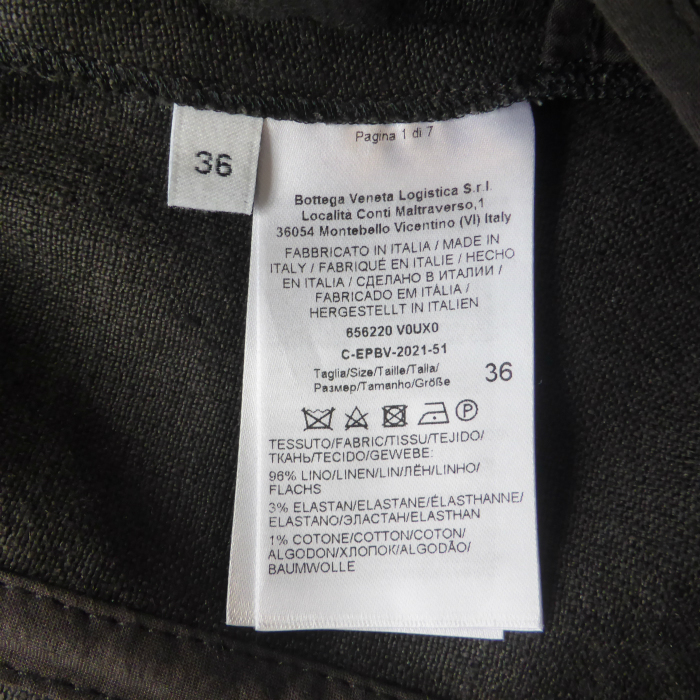 36
Pagina 1 di 7
Bottega Veneta Logistica S.r.l.
Località Conti Maltraverso,1
36054 Montebello Vicentino (VI) Italy
FABBRICATO IN ITALIA / MADE IN
ITALY / FABRIQUÉ EN ITALIE / HECHO
EN ITALIA / СДЕЛАНО В ИТАЛИИ /
FABRICADO EM ITÁLIA /
HERGESTELLT IN ITALIEN
656220 V0UX0
C-EPBV-2021-51
Taglia/Size/Taille/Talla/
Размер/Tamanho/Größe
36
P
TESSUTO/FABRIC/TISSU/TEJIDO/
ТКАНЬ/TECIDO/GEWEBE:
96% LINO/LINEN/LIN/ЛЁН/LINHO/
FLACHS
3% ELASTAN/ELASTANE/ÉLASTHANNE/
ELASTANO/ЭЛАСТАН/ELASTHAN
1% COTONE/COTTON/COTON/
ALGODON/ХЛОПОК/ALGODÃO/
BAUMWOLLE